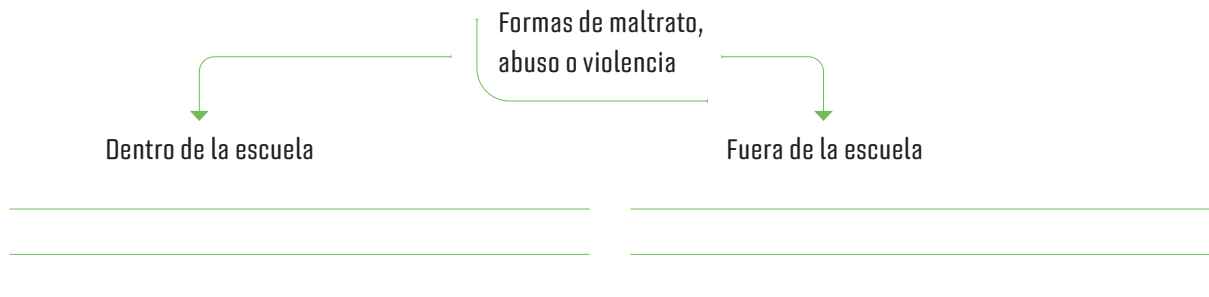 Formas de maltrato,
abuso o violencia
Dentro de la escuela
Fuera de la escuela